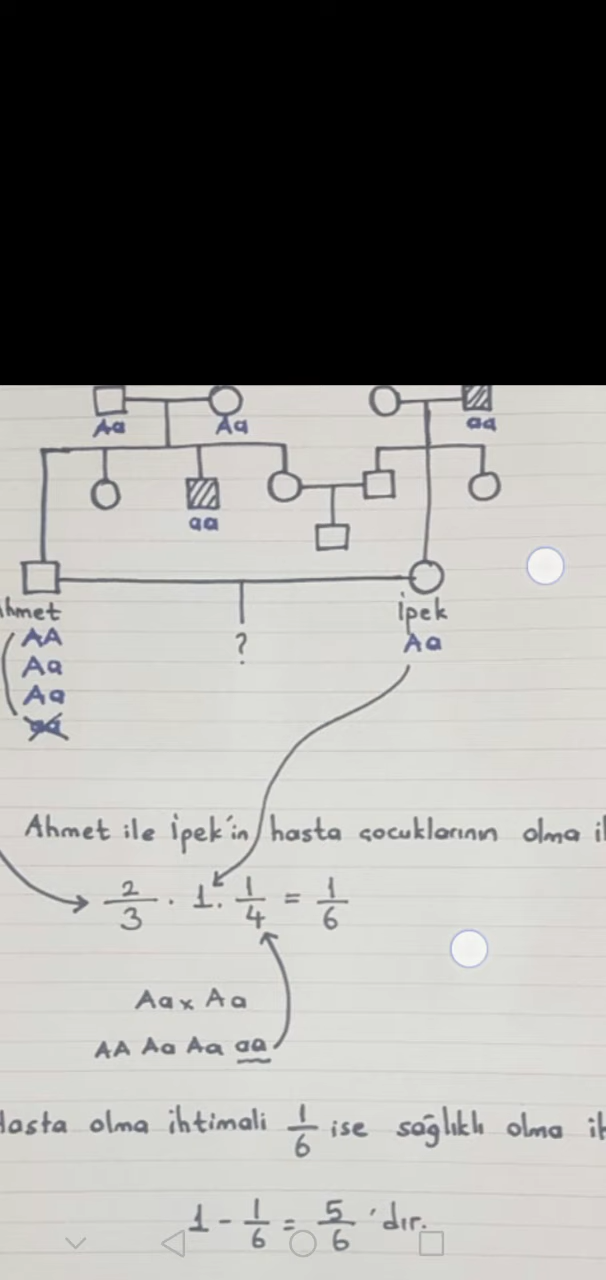 Aa Aa aa
aa
hmet İpek
AA ? Aa
Aa
Aa
aa
Ahmet ile İpek'in hasta çocuklarının olma
2/3 . 1 . 1/4 = 1/6
Aa x Aa
AA Aa Aa aa
Hasta olma ihtimali 1/6 ise sağlıklı olma
1 - 1/6 = 5/6 'dır.